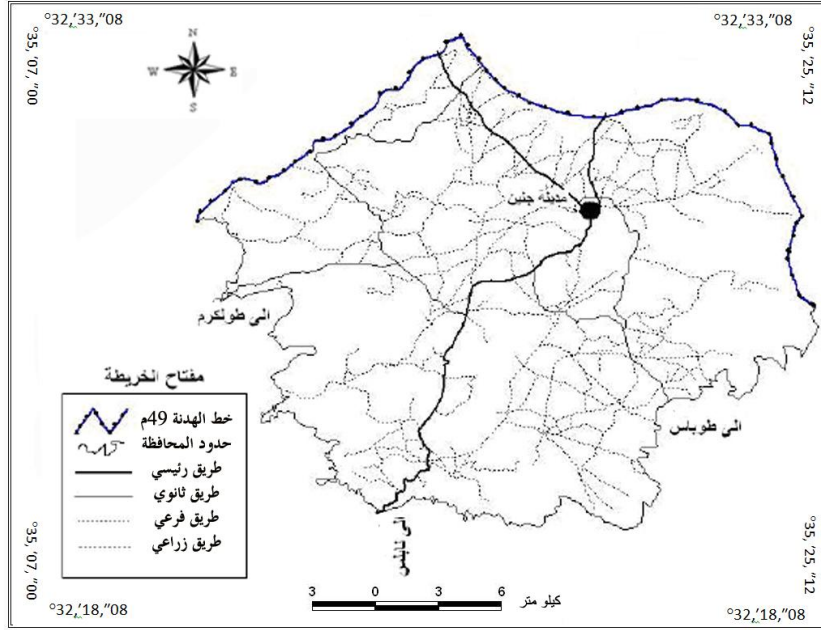 °32,’33,”08
°32,’33,”08
°35, ’07, ”00
°35, ’25, ”12
N
W E
S
مدينة جنين
الى طولكرم
الى طوباس
الى نابلس
مفتاح الخريطة
خط الهدنة 49م
حدود المحافظة
طريق رئيسي
طريق ثانوي
طريق فرعي
طريق زراعي
3 0 3 6 كيلو متر
°35, ’07, ”00
°35, ’25, ”12
°32,’18,”08
°32,’18,”08